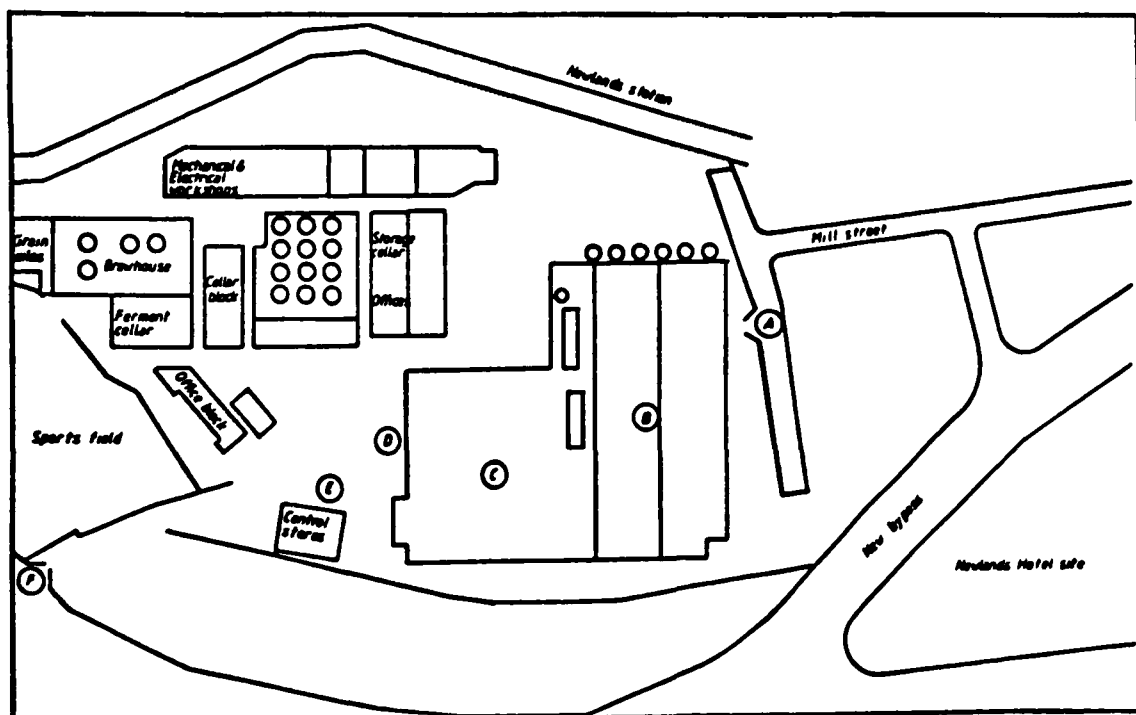 Newlands station
Mechanical &
Electrical
workshops
Mill street
Grain
silos
Brewhouse
Storage
cellar
Cellar
block
Offices
Ferment
cellar
A
Office block
B
Sports field
D
C
E
Control
stores
New bypass
Newlands Hotel site
F